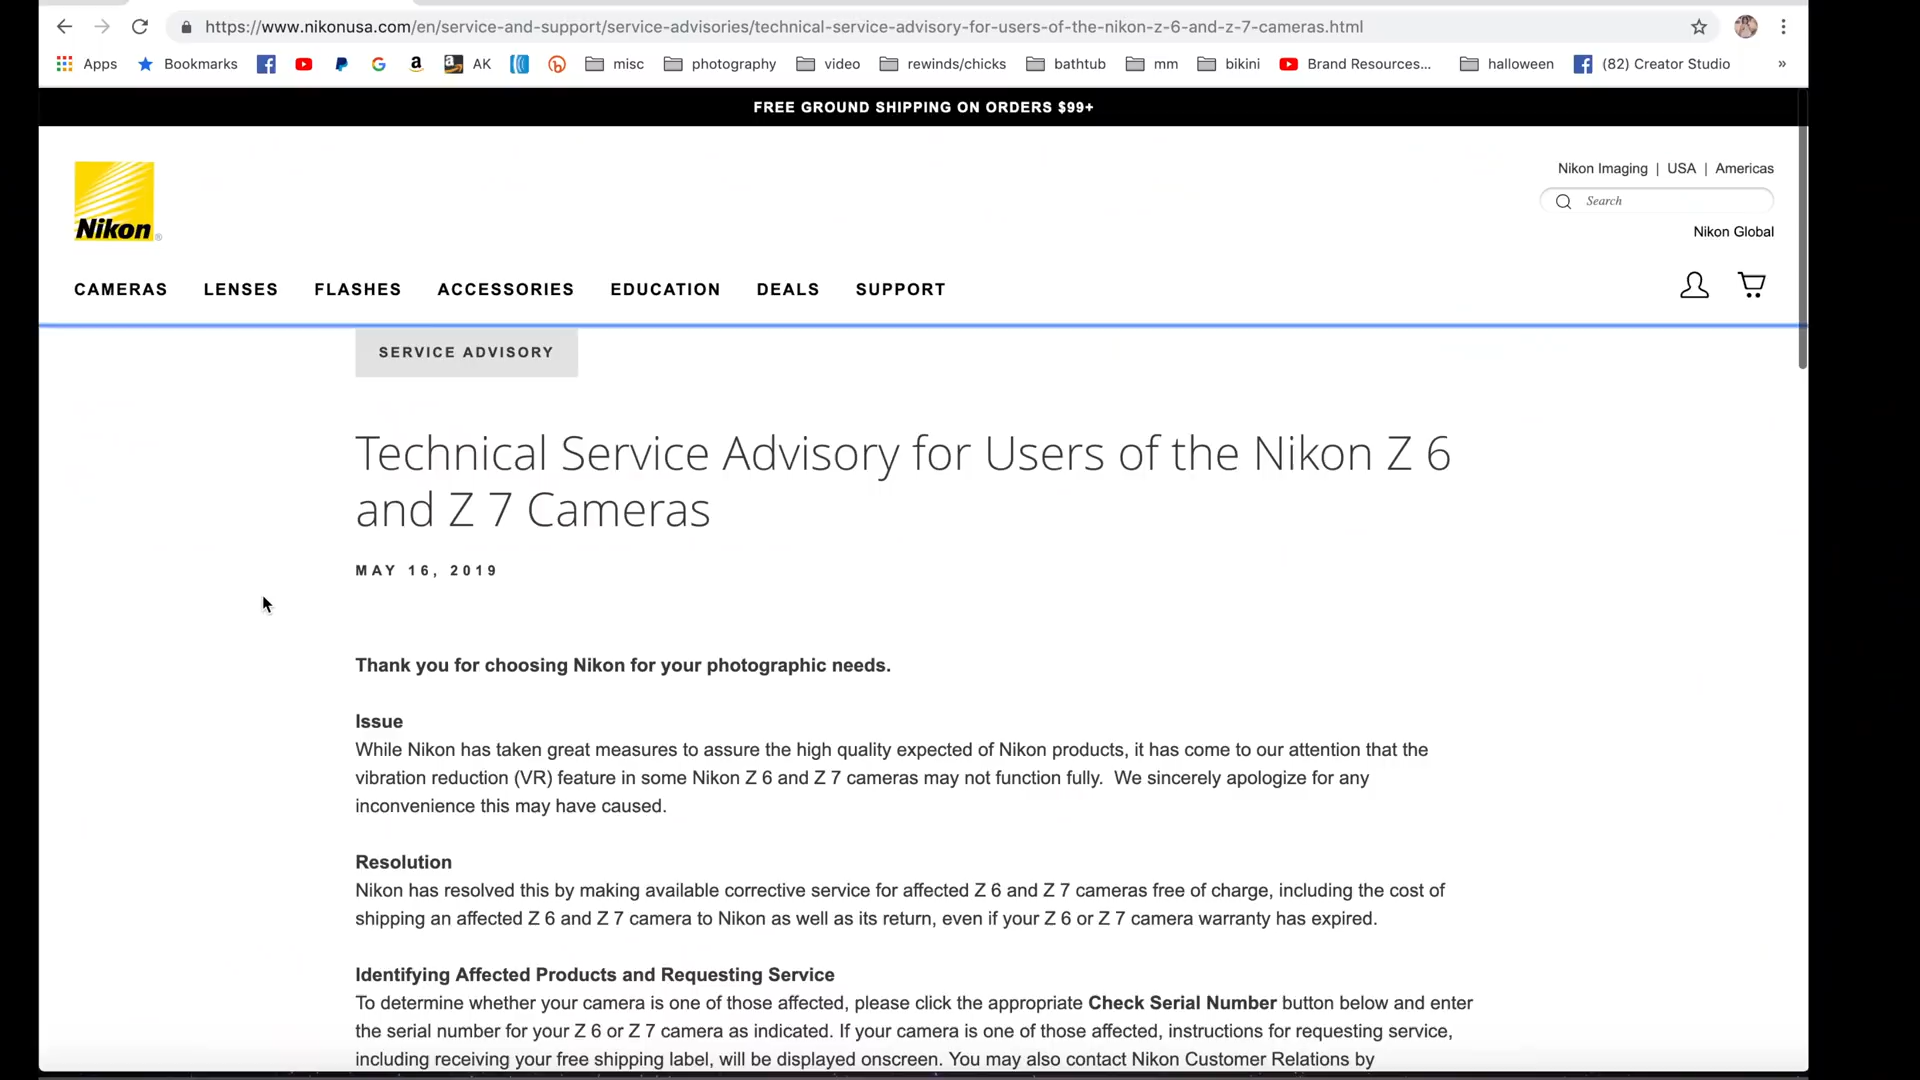 https://www.nikonusa.com/en/service-and-support/service-advisories/technical-service-advisory-for-users-of-the-nikon-z-6-and-z-7-cameras.html
Apps Bookmarks AK misc photography video rewinds/chicks bathtub mm bikini Brand Resources... halloween (82) Creator Studio »
FREE GROUND SHIPPING ON ORDERS $99+
Nikon Imaging | USA | Americas
Search
Nikon®
Nikon Global
CAMERAS LENSES FLASHES ACCESSORIES EDUCATION DEALS SUPPORT
SERVICE ADVISORY
Technical Service Advisory for Users of the Nikon Z 6
and Z 7 Cameras
MAY 16, 2019
Thank you for choosing Nikon for your photographic needs.
Issue
While Nikon has taken great measures to assure the high quality expected of Nikon products, it has come to our attention that the
vibration reduction (VR) feature in some Nikon Z 6 and Z 7 cameras may not function fully.  We sincerely apologize for any
inconvenience this may have caused.
Resolution
Nikon has resolved this by making available corrective service for affected Z 6 and Z 7 cameras free of charge, including the cost of
shipping an affected Z 6 and Z 7 camera to Nikon as well as its return, even if your Z 6 or Z 7 camera warranty has expired.
Identifying Affected Products and Requesting Service
To determine whether your camera is one of those affected, please click the appropriate Check Serial Number button below and enter
the serial number for your Z 6 or Z 7 camera as indicated. If your camera is one of those affected, instructions for requesting service,
including receiving your free shipping label, will be displayed onscreen. You may also contact Nikon Customer Relations by